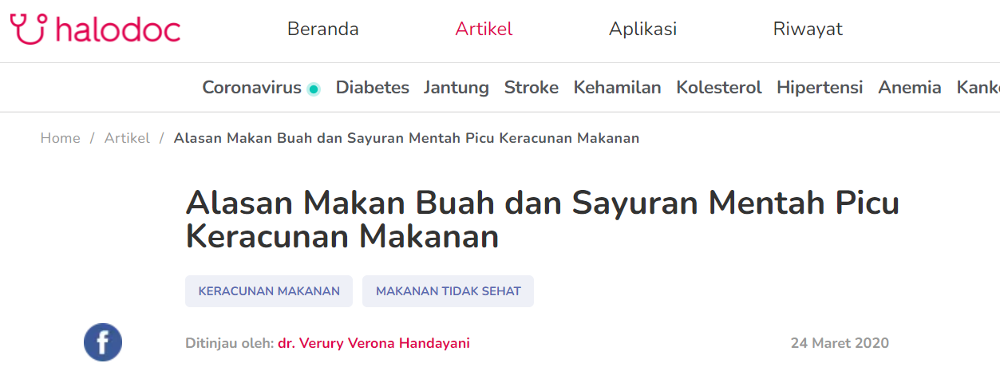 halodoc
Beranda Artikel Aplikasi Riwayat
Coronavirus Diabetes Jantung Stroke Kehamilan Kolesterol Hipertensi Anemia
Home / Artikel / Alasan Makan Buah dan Sayuran Mentah Picu Keracunan Makanan
Alasan Makan Buah dan Sayuran Mentah Picu
Keracunan Makanan
KERACUNAN MAKANAN MAKANAN TIDAK SEHAT
f Ditinjau oleh: dr. Verury Verona Handayani 24 Maret 2020